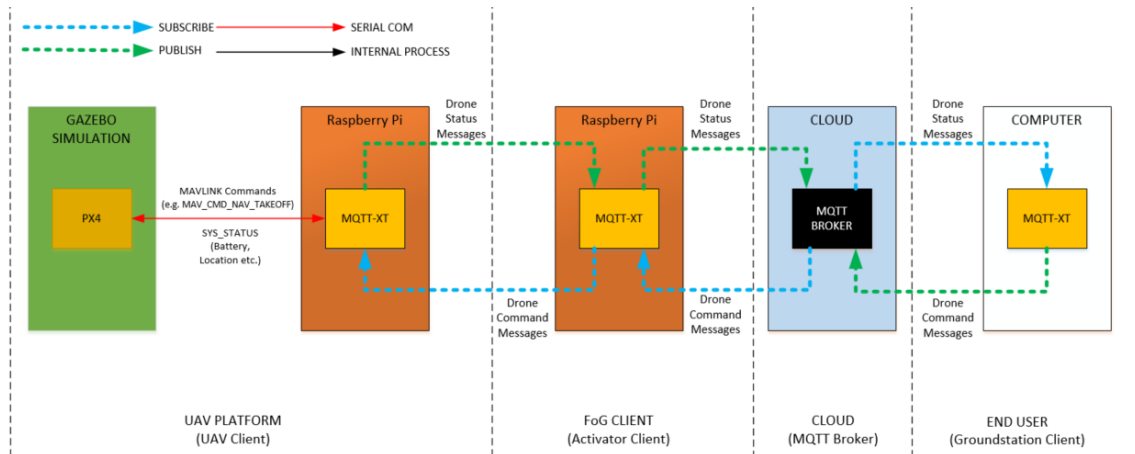 SUBSCRIBE
SERIAL COM
PUBLISH
INTERNAL PROCESS
GAZEBO
SIMULATION
PX4
MAVLINK Commands
(e.g. MAV_CMD_NAV_TAKEOFF)
SYS_STATUS
(Battery,
Location etc.)
Raspberry Pi
MQTT-XT
Drone
Status
Messages
Drone
Command
Messages
Raspberry Pi
MQTT-XT
Drone
Status
Messages
Drone
Command
Messages
CLOUD
MQTT
BROKER
Drone
Status
Messages
Drone
Command
Messages
COMPUTER
MQTT-XT
UAV PLATFORM
(UAV Client)
FoG CLIENT
(Activator Client)
CLOUD
(MQTT Broker)
END USER
(Groundstation Client)